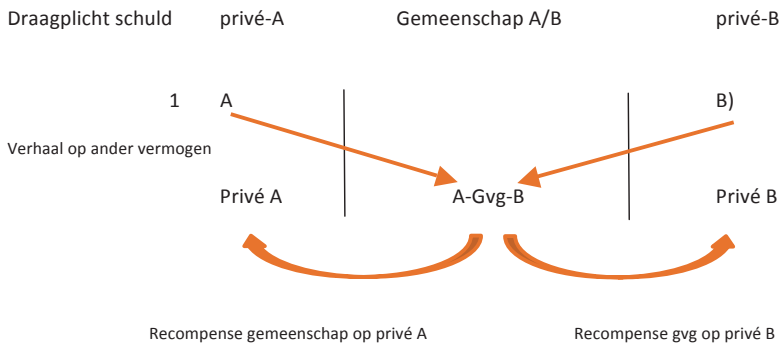 Draagplicht schuld privé-A Gemeenschap A/B privé-B
1 A B)
Verhaal op ander vermogen
Privé A A-Gvg-B Privé B
Recompense gemeenschap op privé A Recompense gvg op privé B